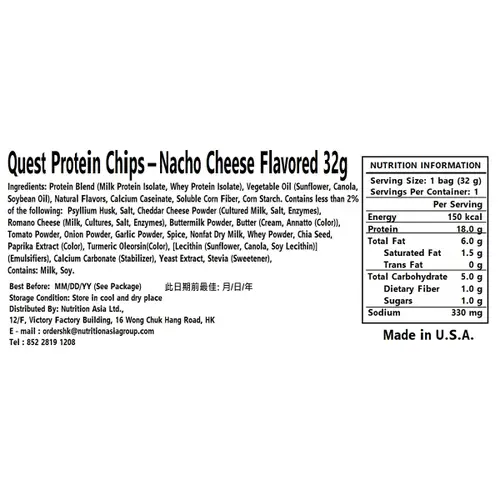 Quest Protein Chips – Nacho Cheese Flavored 32g
Ingredients: Protein Blend (Milk Protein Isolate, Whey Protein Isolate), Vegetable Oil (Sunflower, Canola,
Soybean Oil), Natural Flavors, Calcium Caseinate, Soluble Corn Fiber, Corn Starch. Contains less than 2%
of the following: Psyllium Husk, Salt, Cheddar Cheese Powder (Cultured Milk, Salt, Enzymes),
Romano Cheese (Milk, Cultures, Salt, Enzymes), Buttermilk Powder, Butter (Cream, Annatto (Color)),
Tomato Powder, Onion Powder, Garlic Powder, Spice, Nonfat Dry Milk, Whey Powder, Chia Seed,
Paprika Extract (Color), Turmeric Oleorsin(Color), [Lecithin (Sunflower, Canola, Soy Lecithin)]
(Emulsifiers), Calcium Carbonate (Stabilizer), Yeast Extract, Stevia (Sweetener),
Contains: Milk, Soy.
Best Before: MM/DD/YY (See Package) 此日期前最佳: 月/日/年
Storage Condition: Store in cool and dry place
Distributed By: Nutrition Asia Ltd.,
12/F, Victory Factory Building, 16 Wong Chuk Hang Road, HK
E - mail : ordershk@nutritionasiagroup.com
Tel : 852 2819 1208
NUTRITION INFORMATION
Serving Size: 1 bag (32 g)
Servings Per Container: 1
Per Serving
Energy 150 kcal
Protein 18.0 g
Total Fat 6.0 g
Saturated Fat 1.5 g
Trans Fat 0 g
Total Carbohydrate 5.0 g
Dietary Fiber 1.0 g
Sugars 1.0 g
Sodium 330 mg
Made in U.S.A.